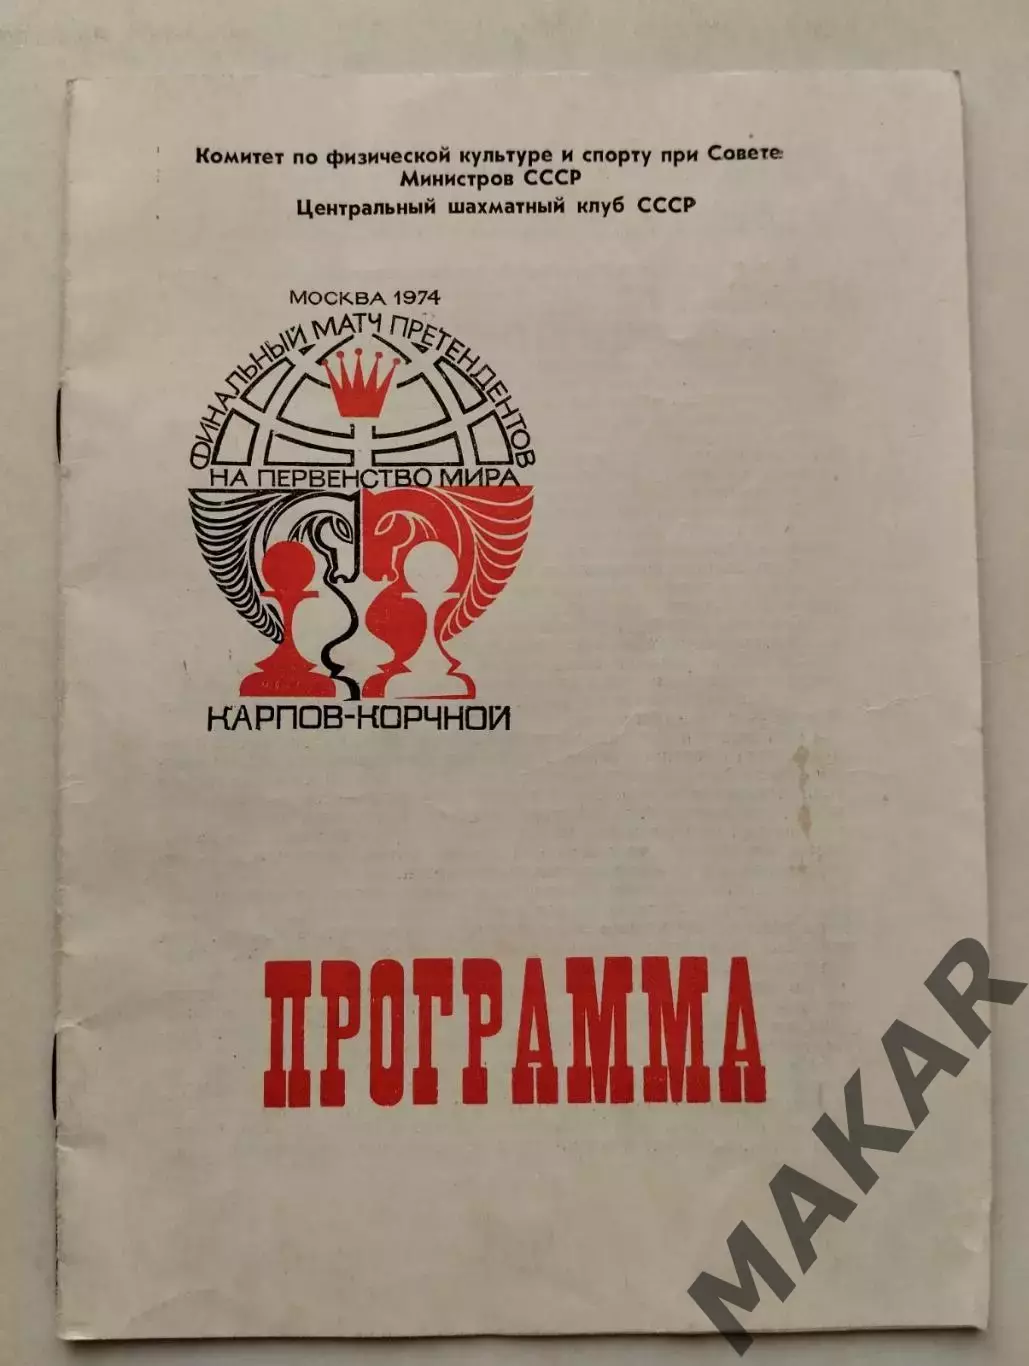 Комитет по физической культуре и спорту при Совете
Министров СССР
Центральный шахматный клуб СССР
МОСКВА 1974
ФИНАЛЬНЫЙ МАТЧ ПРЕТЕНДЕНТОВ
НА ПЕРВЕНСТВО МИРА
КАРПОВ-КОРЧНОЙ
ПРОГРАММА
MAKAR